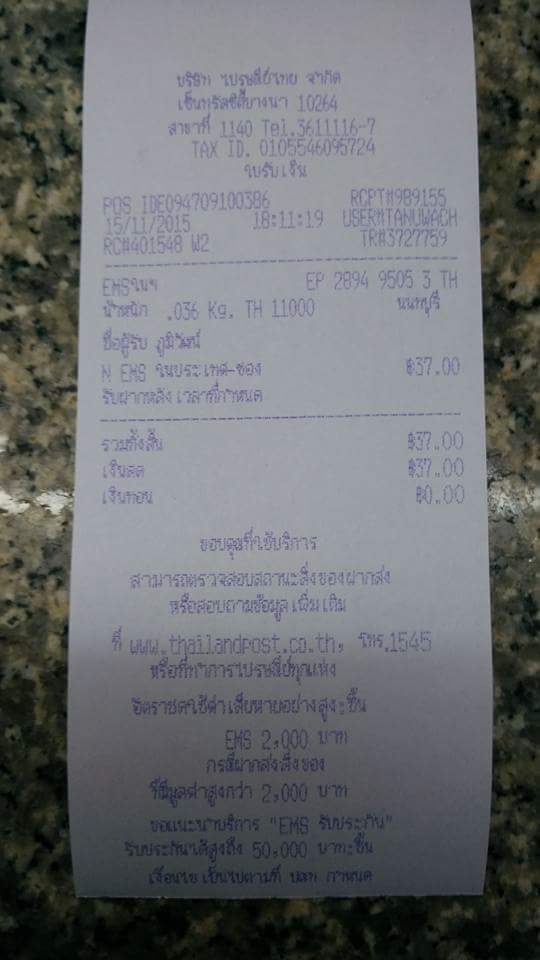 บริษัท ไปรษณีย์ไทย จำกัด
เซ็นทรัลซิตี้บางนา 10264
สาขาที่ 1140 Tel.3611116-7
TAX ID. 0105546095724
ใบรับเงิน
POS IDE094709100386 RCPT#989155
15/11/2015 18:11:19 USER#TANUWACH
RC#401548 W2 TR#3727759
EMSในฯ EP 2894 9505 3 TH
น้ำหนัก .036 Kg. TH 11000 นนทบุรี
ชื่อผู้รับ ภูมิวัฒน์
N EMS ในประเทศ-ซอง ฿37.00
รับฝากหลังเวลาที่กำหนด
รวมทั้งสิ้น ฿37.00
เงินสด ฿37.00
เงินทอน ฿0.00
ขอบคุณที่ใช้บริการ
สามารถตรวจสอบสถานะสิ่งของฝากส่ง
หรือสอบถามข้อมูลเพิ่มเติม
ที่ www.thailandpost.co.th, โทร.1545
หรือที่ทำการไปรษณีย์ทุกแห่ง
อัตราชดใช้ค่าเสียหายอย่างสูง:ชิ้น
EMS 2,000 บาท
กรณีฝากส่งสิ่งของ
ที่มีมูลค่าสูงกว่า 2,000 บาท
ขอแนะนำบริการ "EMS รับประกัน"
รับประกันได้สูงถึง 50,000 บาท:ชิ้น
เงื่อนไขเป็นไปตามที่ ปณท กำหนด